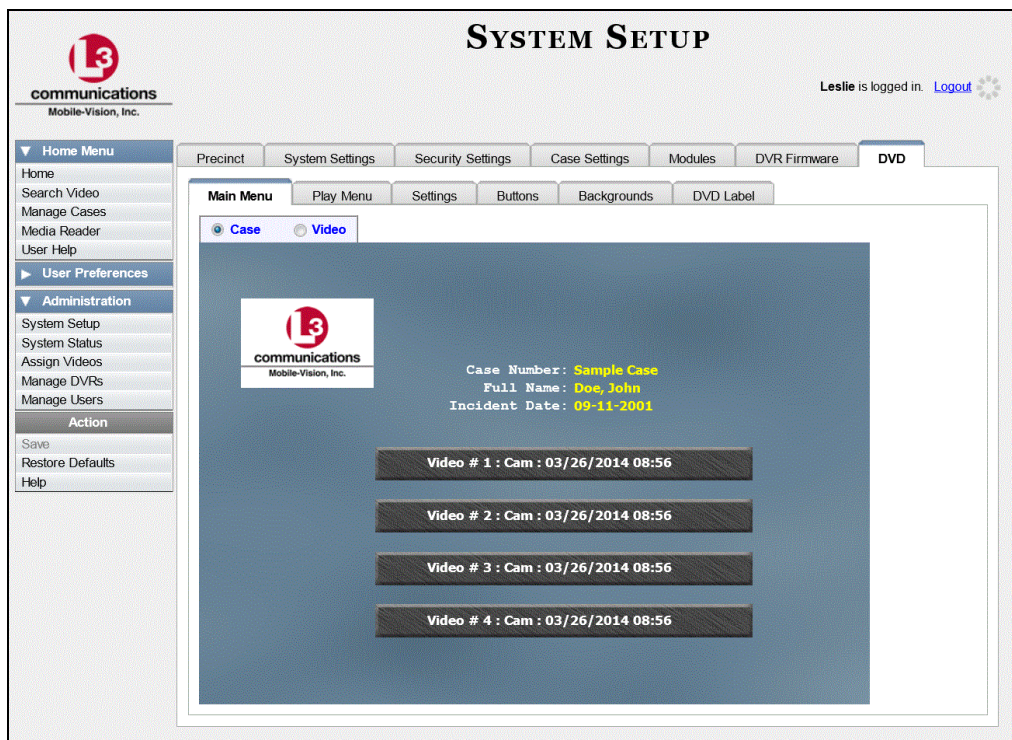 SYSTEM SETUP
L3
communications
Mobile-Vision, Inc.
Leslie is logged in. Logout
Home Menu
Home
Search Video
Manage Cases
Media Reader
User Help
User Preferences
Administration
System Setup
System Status
Assign Videos
Manage DVRs
Manage Users
Action
Save
Restore Defaults
Help
Precinct System Settings Security Settings Case Settings Modules DVR Firmware DVD
Main Menu Play Menu Settings Buttons Backgrounds DVD Label
Case Video
L3
communications
Mobile-Vision, Inc.
Case Number: Sample Case
Full Name: Doe, John
Incident Date: 09-11-2001
Video # 1 : Cam : 03/26/2014 08:56
Video # 2 : Cam : 03/26/2014 08:56
Video # 3 : Cam : 03/26/2014 08:56
Video # 4 : Cam : 03/26/2014 08:56